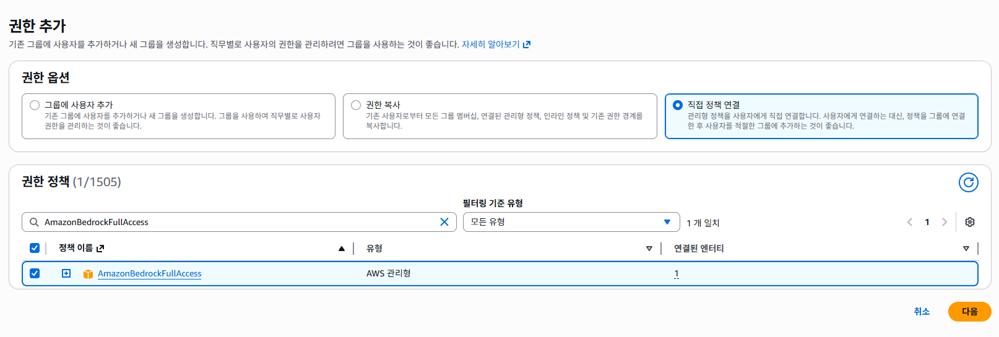 권한 추가
기존 그룹에 사용자를 추가하거나 새 그룹을 생성합니다. 직무별로 사용자의 권한을 관리하려면 그룹을 사용하는 것이 좋습니다. 자세히 알아보기
권한 옵션
그룹에 사용자 추가
기존 그룹에 사용자를 추가하거나 새 그룹을 생성합니다. 그룹을 사용하여 직무별로 사용자
권한을 관리하는 것이 좋습니다.
권한 복사
기존 사용자로부터 모든 그룹 멤버십, 연결된 관리형 정책, 인라인 정책 및 기존 권한 경계를
복사합니다.
직접 정책 연결
관리형 정책을 사용자에게 직접 연결합니다. 사용자에게 연결하는 대신, 정책을 그룹에 연결
한 후 사용자를 적절한 그룹에 추가하는 것이 좋습니다.
권한 정책 (1/1505)
필터링 기준 유형
AmazonBedrockFullAccess
모든 유형
1 개 일치
1
정책 이름
유형
연결된 엔터티
AmazonBedrockFullAccess
AWS 관리형
1
취소
다음